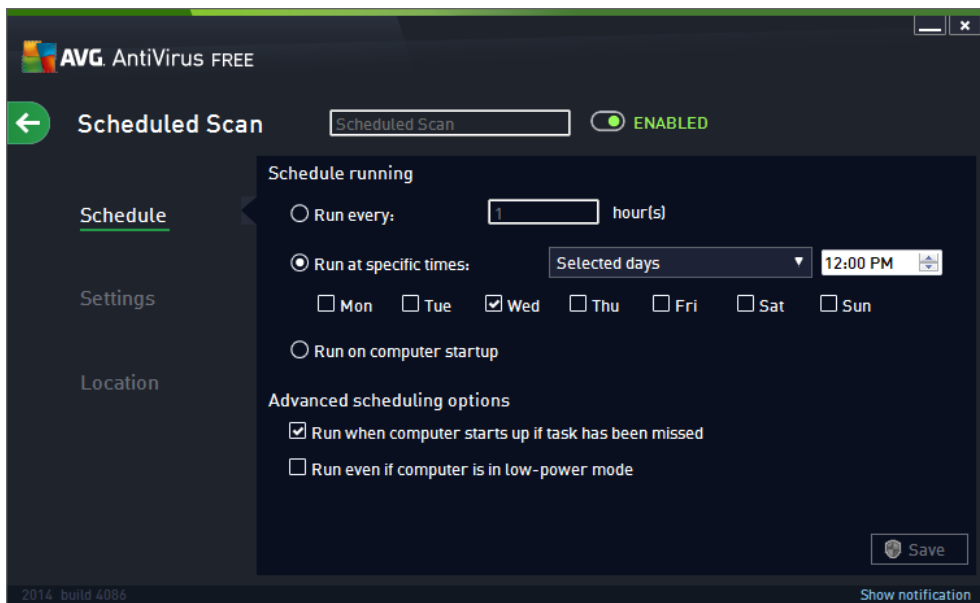 AVG. AntiVirus FREE
Scheduled Scan
Scheduled Scan
ENABLED
Schedule
Settings
Location
Schedule running
Run every:
1
hour(s)
Run at specific times:
Selected days
12:00 PM
Mon
Tue
Wed
Thu
Fri
Sat
Sun
Run on computer startup
Advanced scheduling options
Run when computer starts up if task has been missed
Run even if computer is in low-power mode
Save
2014 build 4086
Show notification